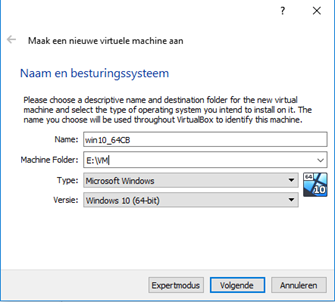 ?
Maak een nieuwe virtuele machine aan
Naam en besturingssysteem
Please choose a descriptive name and destination folder for the new virtual
machine and select the type of operating system you intend to install on it. The
name you choose will be used throughout VirtualBox to identify this machine.
Name: win10_64CB
Machine Folder: E:\VM
Type: Microsoft Windows
64
10
Versie: Windows 10 (64-bit)
Expertmodus Volgende Annuleren